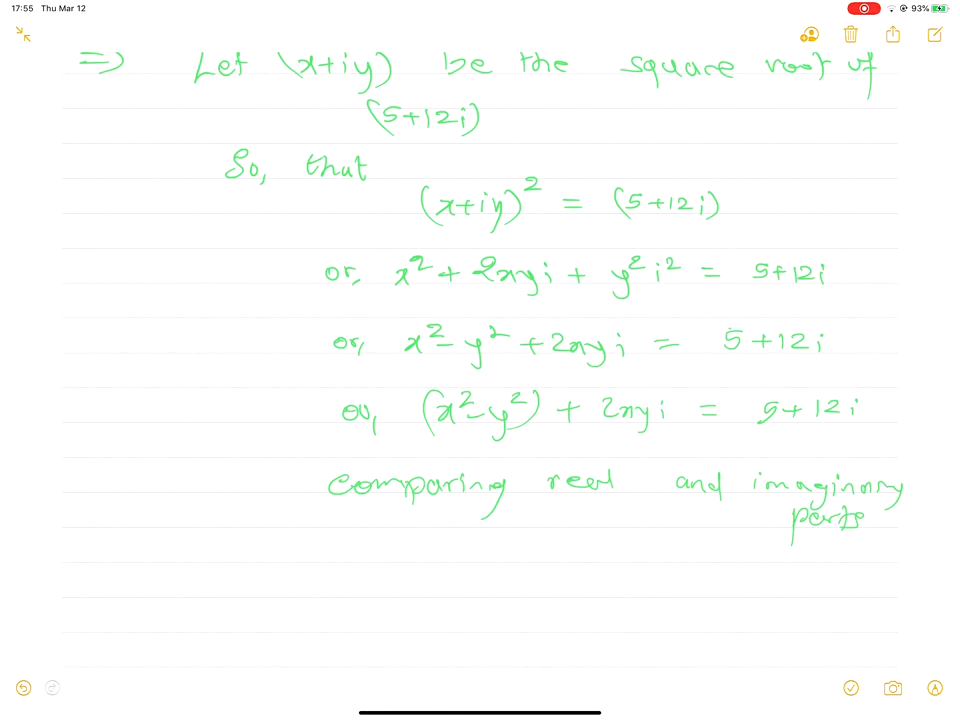 17:55 Thu Mar 12 93%
=> Let (x+iy) be the square root of
(5+12i)
So, that
(x+iy)² = (5+12i)
or, x² + 2xyi + y²i² = 5+12i
or, x² - y² + 2xyi = 5+12i
or, (x² - y²) + 2xyi = 5+12i
comparing real and imaginary
parts